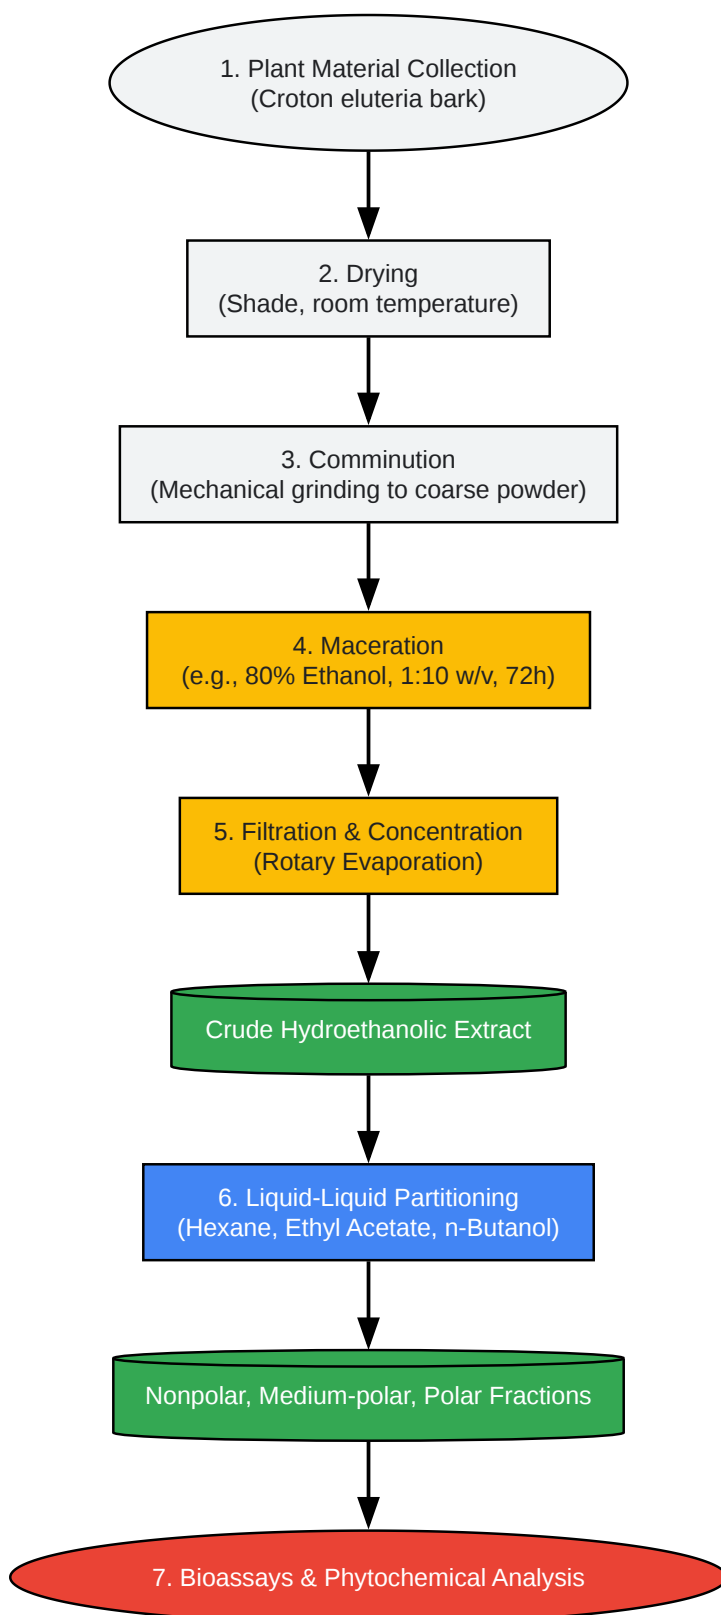 1. Plant Material Collection
(Croton eluteria bark)
2. Drying
(Shade, room temperature)
3. Comminution
(Mechanical grinding to coarse powder)
4. Maceration
(e.g., 80% Ethanol, 1:10 w/v, 72h)
5. Filtration & Concentration
(Rotary Evaporation)
Crude Hydroethanolic Extract
6. Liquid-Liquid Partitioning
(Hexane, Ethyl Acetate, n-Butanol)
Nonpolar, Medium-polar, Polar Fractions
7. Bioassays & Phytochemical Analysis